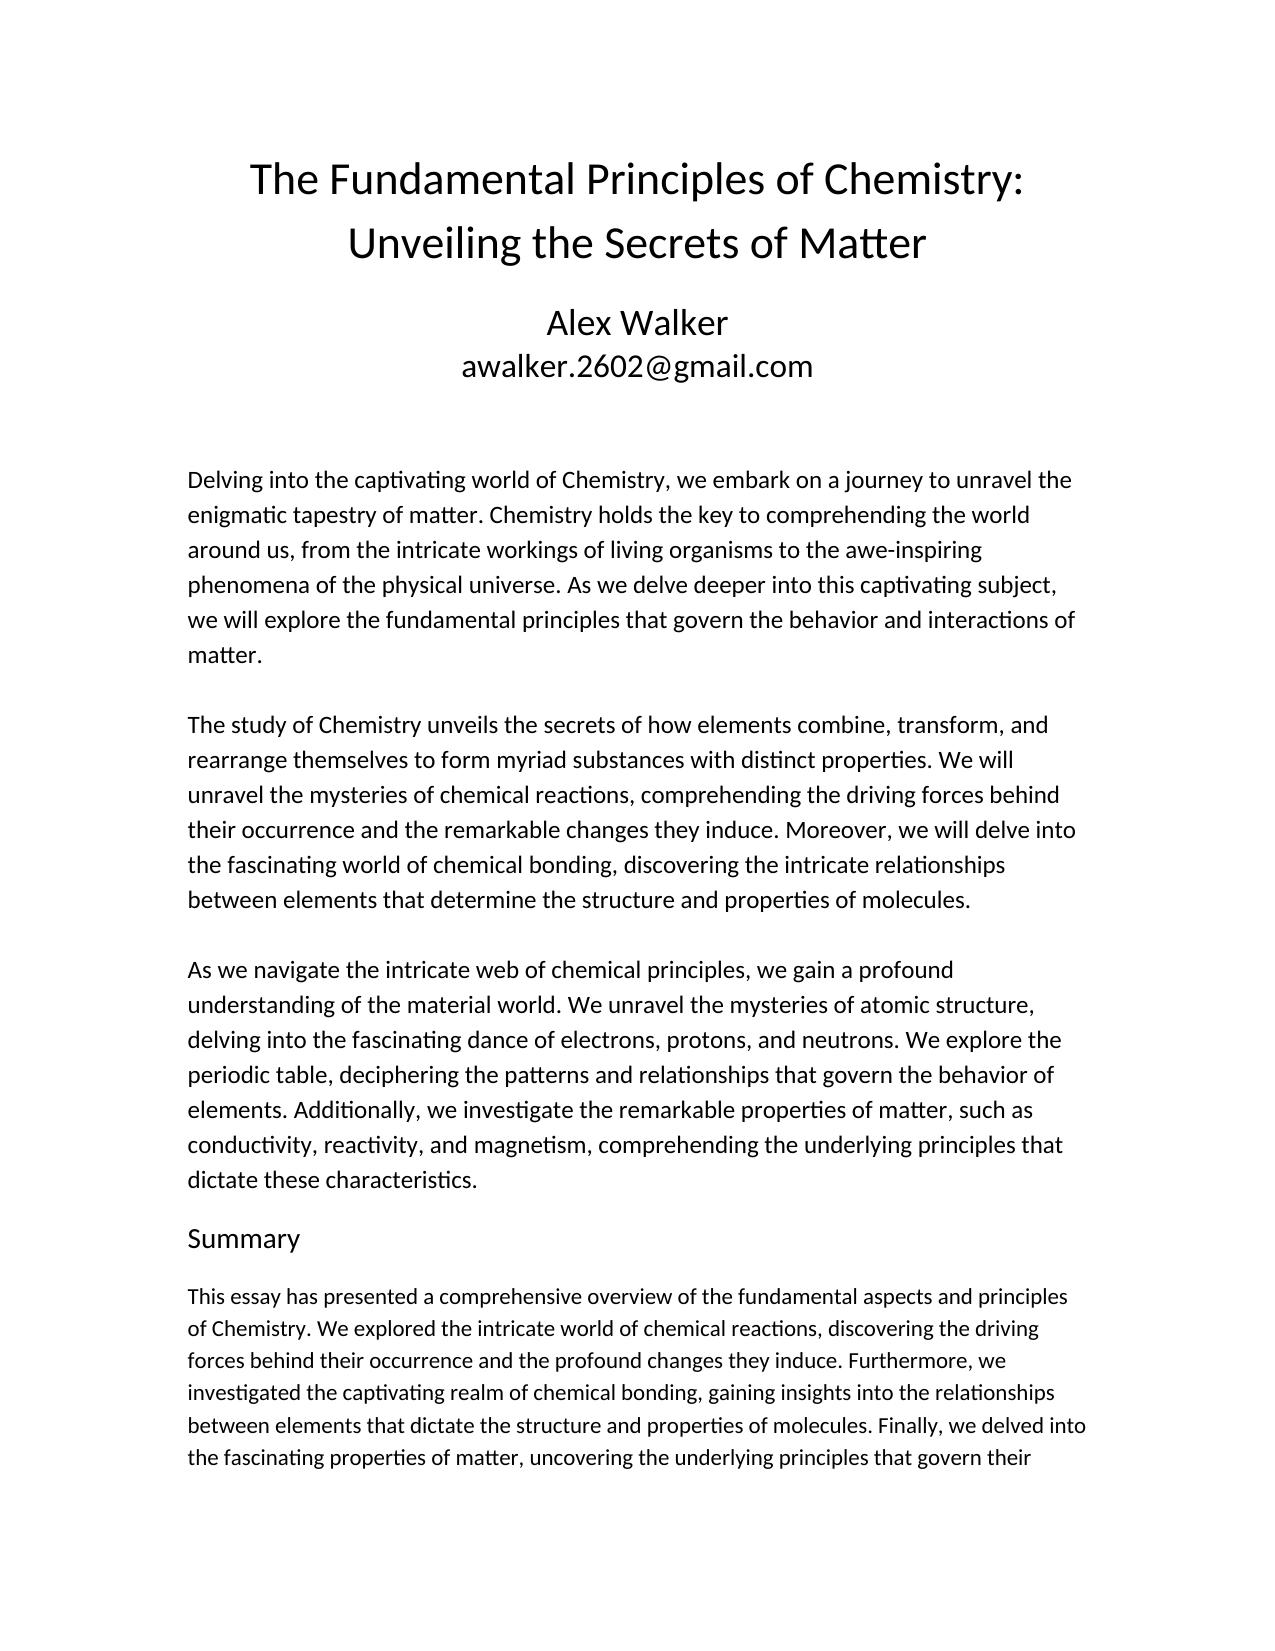 The Fundamental Principles of Chemistry:
Unveiling the Secrets of Matter
Alex Walker
awalker.2602@gmail.com
Delving into the captivating world of Chemistry, we embark on a journey to unravel the
enigmatic tapestry of matter. Chemistry holds the key to comprehending the world
around us, from the intricate workings of living organisms to the awe-inspiring
phenomena of the physical universe. As we delve deeper into this captivating subject,
we will explore the fundamental principles that govern the behavior and interactions of
matter.
The study of Chemistry unveils the secrets of how elements combine, transform, and
rearrange themselves to form myriad substances with distinct properties. We will
unravel the mysteries of chemical reactions, comprehending the driving forces behind
their occurrence and the remarkable changes they induce. Moreover, we will delve into
the fascinating world of chemical bonding, discovering the intricate relationships
between elements that determine the structure and properties of molecules.
As we navigate the intricate web of chemical principles, we gain a profound
understanding of the material world. We unravel the mysteries of atomic structure,
delving into the fascinating dance of electrons, protons, and neutrons. We explore the
periodic table, deciphering the patterns and relationships that govern the behavior of
elements. Additionally, we investigate the remarkable properties of matter, such as
conductivity, reactivity, and magnetism, comprehending the underlying principles that
dictate these characteristics.
Summary
This essay has presented a comprehensive overview of the fundamental aspects and principles
of Chemistry. We explored the intricate world of chemical reactions, discovering the driving
forces behind their occurrence and the profound changes they induce. Furthermore, we
investigated the captivating realm of chemical bonding, gaining insights into the relationships
between elements that dictate the structure and properties of molecules. Finally, we delved into
the fascinating properties of matter, uncovering the underlying principles that govern their